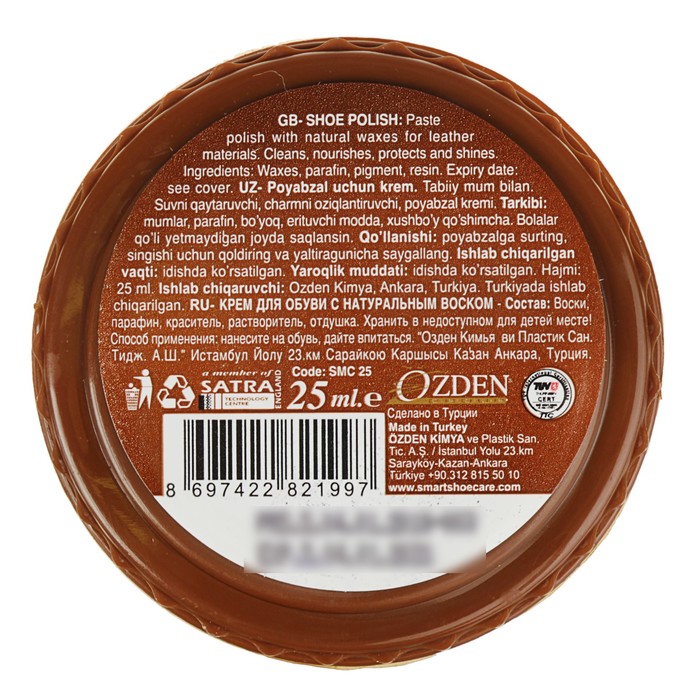 GB- SHOE POLISH: Paste
polish with natural waxes for leather
materials. Cleans, nourishes, protects and shines.
Ingredients: Waxes, parafin, pigment, resin. Expiry date:
see cover. UZ- Poyabzal uchun krem. Tabiiy mum bilan.
Suvni qaytaruvchi, charmni oziqlantiruvchi, poyabzal kremi. Tarkibi:
mumlar, parafin, bo'yoq, erituvchi modda, xushbo'y qo'shimcha. Bolalar
qo'li yetmaydigan joyda saqlansin. Qo'llanishi: poyabzalga surting,
singishi uchun qoldiring va yaltiragunicha saygallang. Ishlab chiqarilgan
vaqti: idishda ko'rsatilgan. Yaroqlik muddati: idishda ko'rsatilgan. Hajmi:
25 ml. Ishlab chiqaruvchi: Ozden Kimya, Ankara, Turkiya. Turkiyada ishlab
chiqarilgan. RU- КРЕМ ДЛЯ ОБУВИ С НАТУРАЛЬНЫМ ВОСКОМ - Состав: Воски,
парафин, краситель, растворитель, отдушка. Хранить в недоступном для детей месте!
Способ применения: нанесите на обувь, дайте впитаться. "Озден Кимья ви Пластик Сан.
Тидж. А.Ш." Истамбул Йолу 23.км Сарайкою Каршысы Казан Анкара, Турция.
a member of
SATRA
TECHNOLOGY
CENTRE
ENGLAND
Code: SMC 25
25 ml.e
OZDEN
CERT
Сделано в Турции
Made in Turkey
ÖZDEN KİMYA ve Plastik San.
Tic. A.Ş. / Istanbul Yolu 23.km
Sarayköy-Kazan-Ankara
Türkiye +90.312 815 50 10
www.smartshoecare.com
8 697422 821997